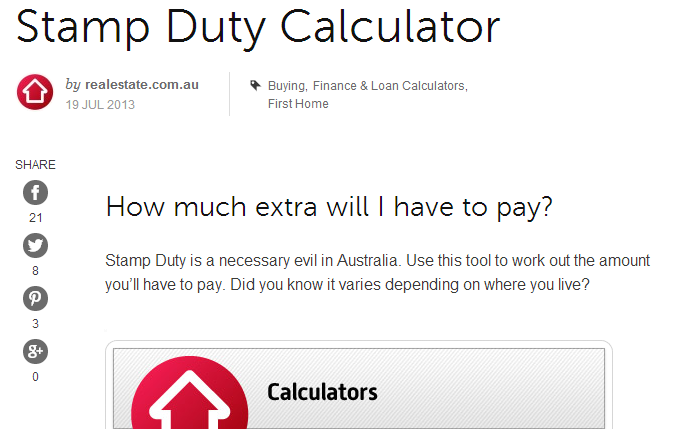 Stamp Duty Calculator
by realestate.com.au
19 JUL 2013
Buying, Finance & Loan Calculators,
First Home
SHARE
f
21
8
3
g+
0
How much extra will I have to pay?
Stamp Duty is a necessary evil in Australia. Use this tool to work out the amount
you'll have to pay. Did you know it varies depending on where you live?
Calculators